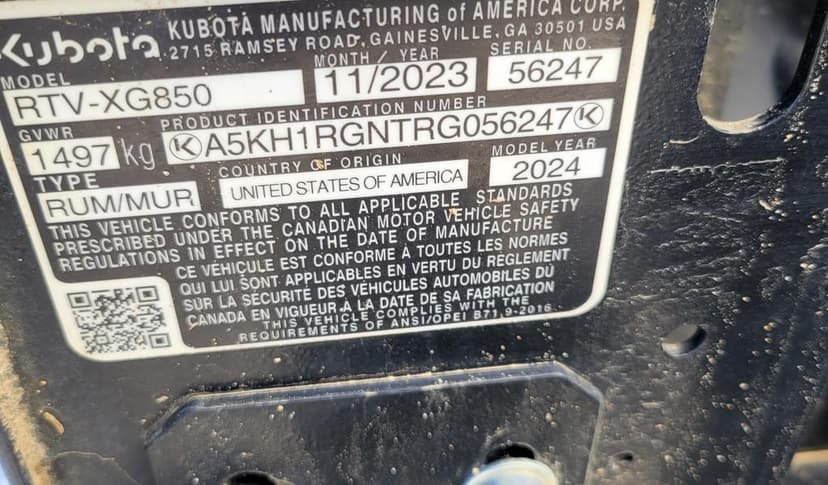 Kubota KUBOTA MANUFACTURING of AMERICA CORP.
2715 RAMSEY ROAD, GAINESVILLE, GA 30501 USA
MODEL MONTH / YEAR SERIAL NO.
RTV-XG850 11/2023 56247
GVWR PRODUCT IDENTIFICATION NUMBER
1497 kg A5KH1RGNTRG056247
TYPE COUNTRY OF ORIGIN MODEL YEAR
RUM/MUR UNITED STATES OF AMERICA 2024
THIS VEHICLE CONFORMS TO ALL APPLICABLE STANDARDS
PRESCRIBED UNDER THE CANADIAN MOTOR VEHICLE SAFETY
REGULATIONS IN EFFECT ON THE DATE OF MANUFACTURE
CE VÉHICULE EST CONFORME À TOUTES LES NORMES
QUI LUI SONT APPLICABLES EN VERTU DU RÈGLEMENT
SUR LA SÉCURITÉ DES VÉHICULES AUTOMOBILES DU
CANADA EN VIGUEUR À LA DATE DE SA FABRICATION
THIS VEHICLE COMPLIES WITH THE
REQUIREMENTS OF ANSI/OPEI B71.9-2016